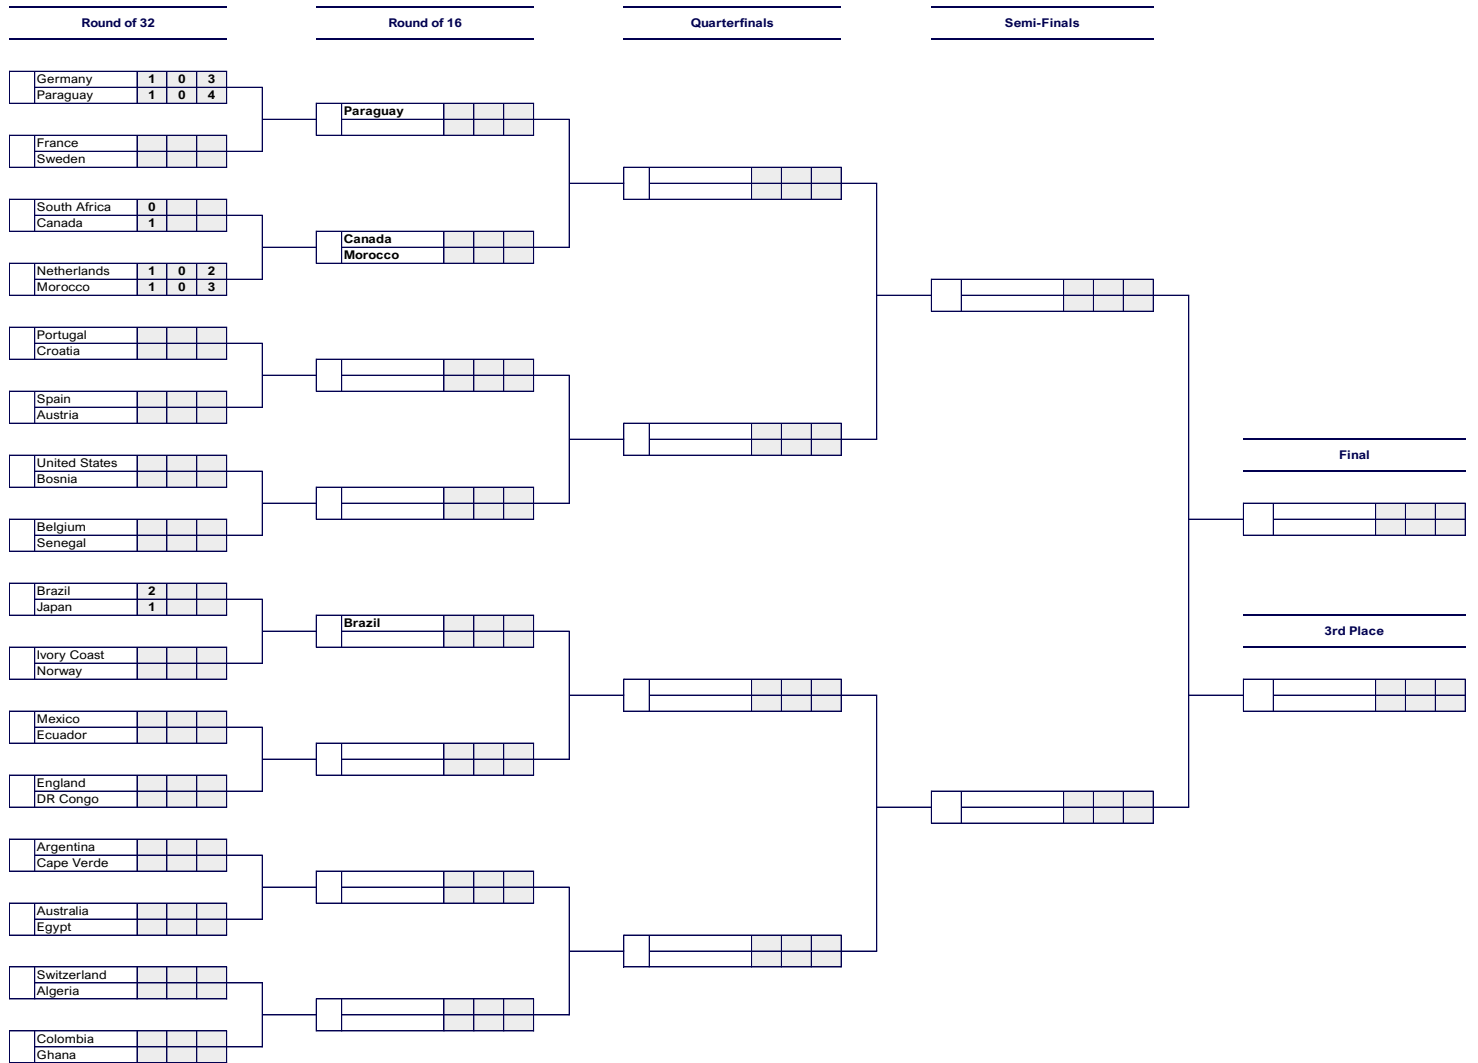 Round of 32
Round of 16
Quarterfinals
Semi-Finals
Germany 1 0 3
Paraguay 1 0 4
Paraguay
France
Sweden
South Africa 0
Canada 1
Canada
Morocco
Netherlands 1 0 2
Morocco 1 0 3
Portugal
Croatia
Spain
Austria
United States
Bosnia
Final
Belgium
Senegal
Brazil 2
Japan 1
Brazil
3rd Place
Ivory Coast
Norway
Mexico
Ecuador
England
DR Congo
Argentina
Cape Verde
Australia
Egypt
Switzerland
Algeria
Colombia
Ghana